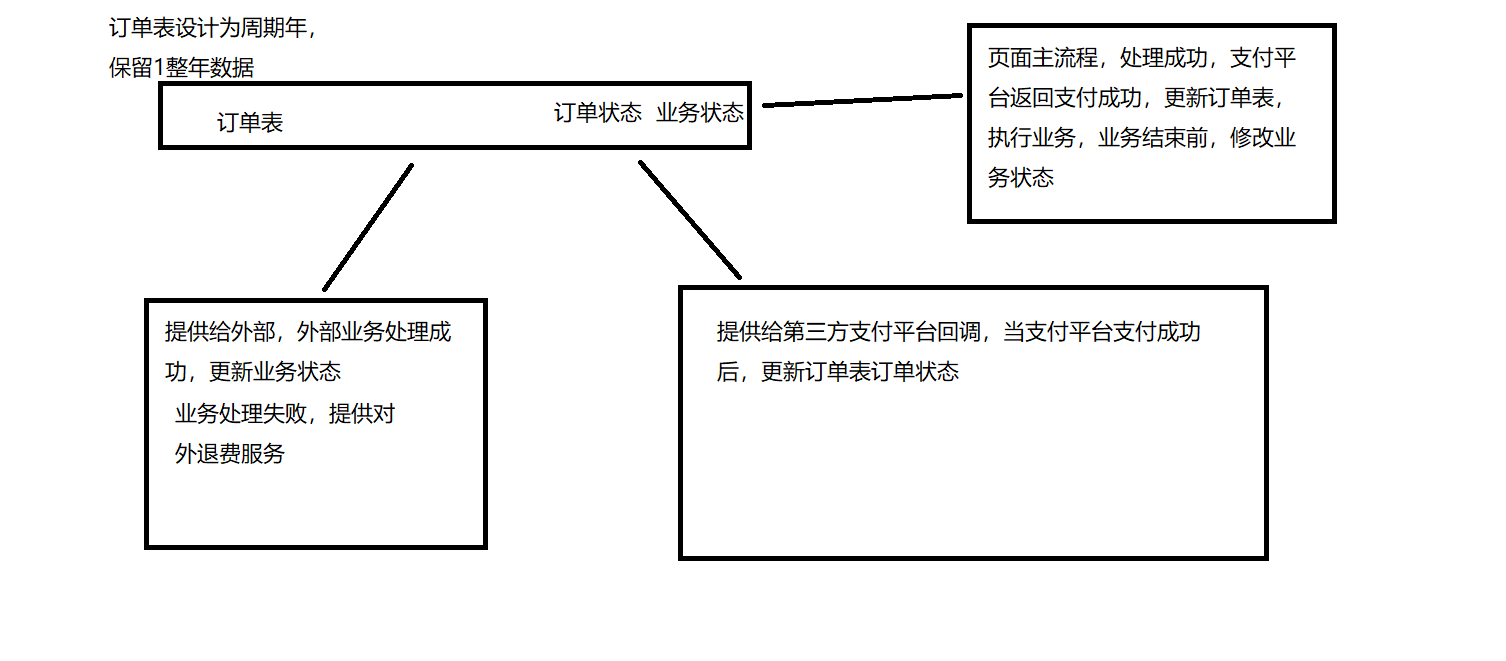 订单表设计为周期年，
保留1整年数据
订单表
订单状态 业务状态
页面主流程，处理成功，支付平
台返回支付成功，更新订单表，
执行业务，业务结束前，修改业
务状态
提供给外部，外部业务处理成
功，更新业务状态
业务处理失败，提供对
外退费服务
提供给第三方支付平台回调，当支付平台支付成功
后，更新订单表订单状态